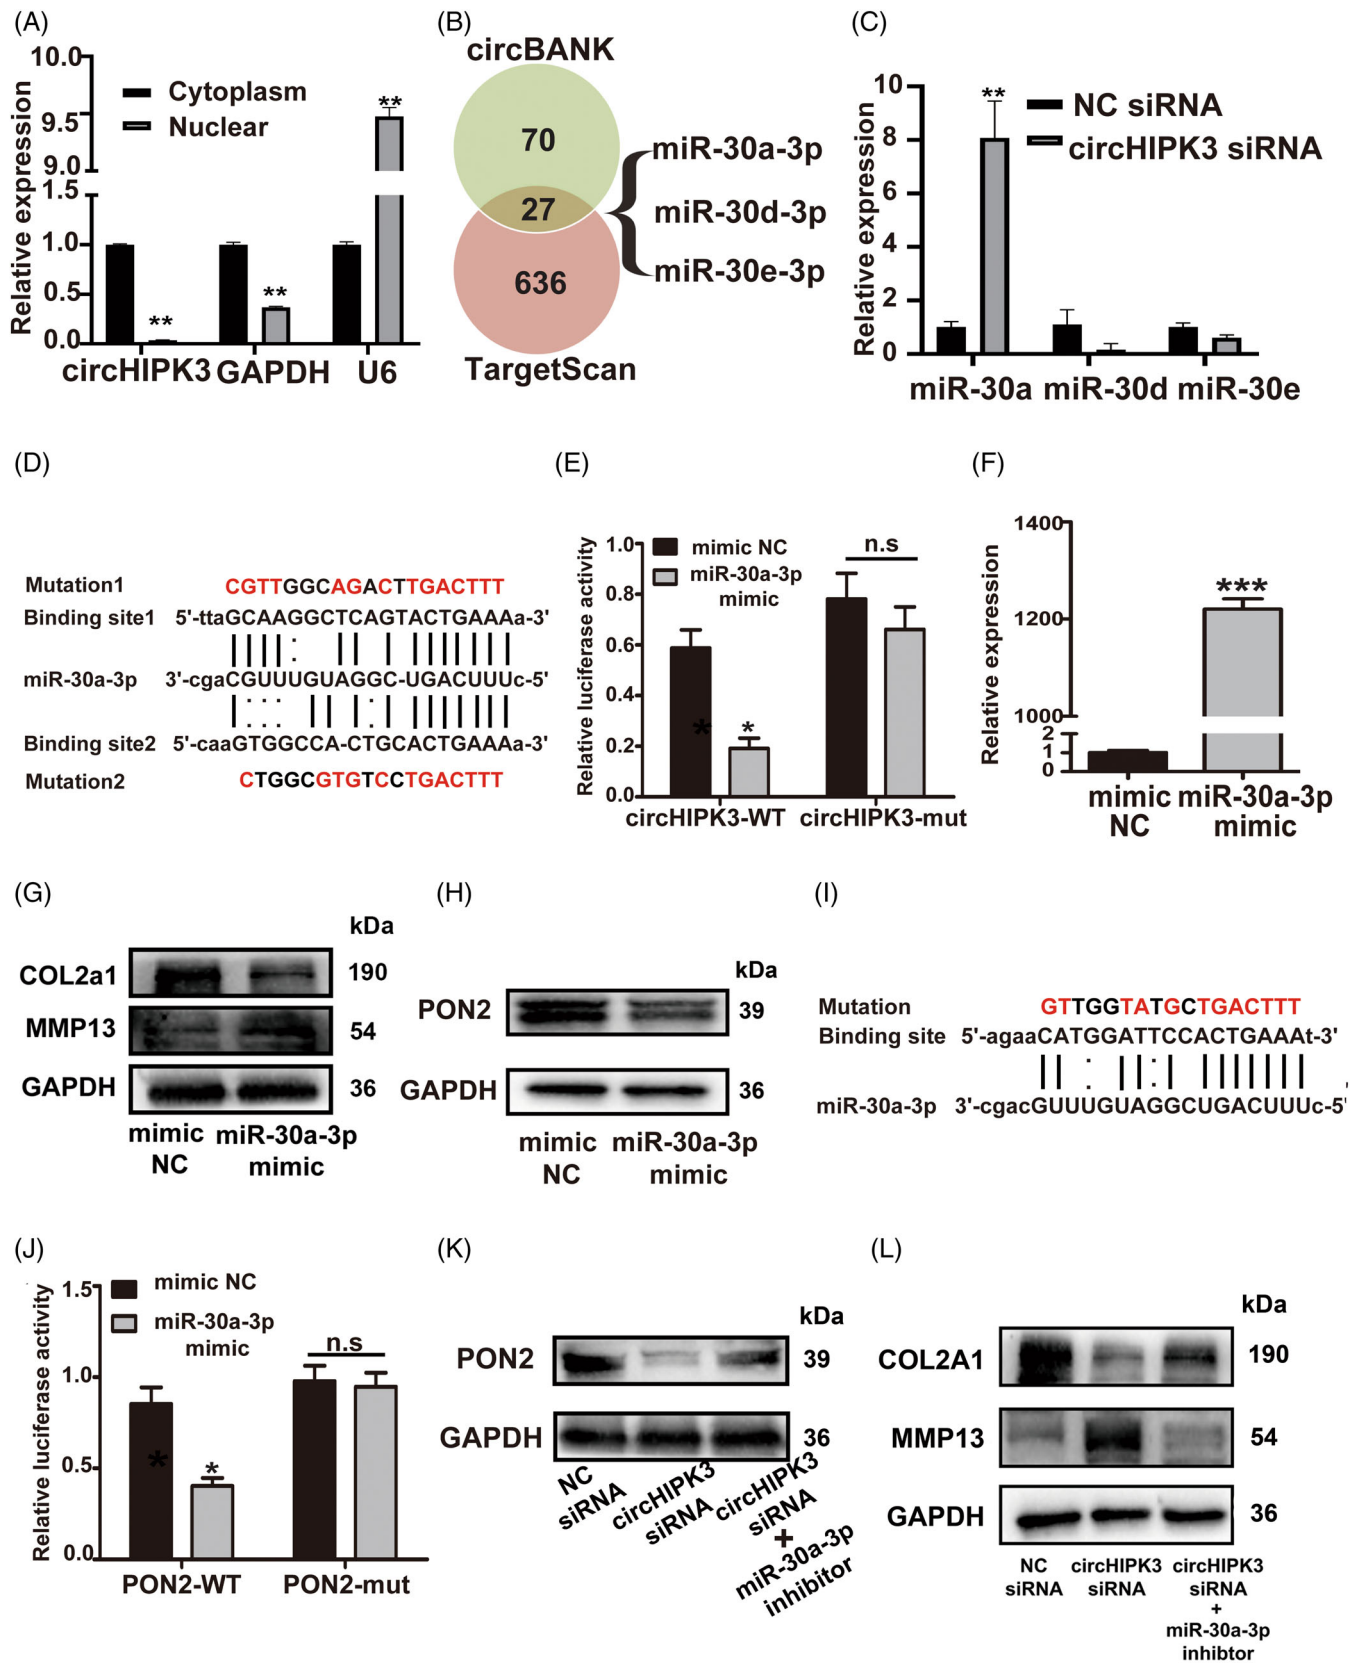 (A)
10.0
9.5
9.0
1.5
1.0
0.5
0.0
Relative expression
Cytoplasm
Nuclear
**
**
**
circHIPK3 GAPDH U6
(B)
circBANK
70
27
636
TargetScan
miR-30a-3p
miR-30d-3p
miR-30e-3p
(C)
10
8
6
4
2
0
Relative expression
**
NC siRNA
circHIPK3 siRNA
miR-30a miR-30d miR-30e
(D)
Mutation1 CGTTGGCAGACTTGACTTT
Binding site1 5'-ttaGCAAGGCTCAGTACTGAAAa-3'
miR-30a-3p 3'-cgaCGUUUGUAGGC-UGACUUUc-5'
Binding site2 5'-caaGTGGCCA-CTGCACTGAAAa-3'
Mutation2 CTGGCGTGTCCTGACTTT
(E)
1.0
0.8
0.6
0.4
0.2
0.0
Relative luciferase activity
mimic NC
miR-30a-3p
mimic
n.s
*
*
circHIPK3-WT circHIPK3-mut
(F)
1400
1200
1000
2
1
0
Relative expression
***
mimic miR-30a-3p
NC mimic
(G)
kDa
COL2a1 190
MMP13 54
GAPDH 36
mimic miR-30a-3p
NC mimic
(H)
kDa
PON2 39
GAPDH 36
mimic miR-30a-3p
NC mimic
(I)
Mutation GTTGGTATGCTGACTTT
Binding site 5'-agaaCATGGATTCCACTGAAAt-3'
miR-30a-3p 3'-cgacGUUUGUAGGCUGACUUUc-5'
(J)
1.5
1.0
0.5
0.0
Relative luciferase activity
mimic NC
miR-30a-3p
mimic
n.s
*
*
PON2-WT PON2-mut
(K)
kDa
PON2 39
GAPDH 36
NC
siRNA
circHIPK3
siRNA
circHIPK3
siRNA
+
miR-30a-3p
inhibitor
(L)
kDa
COL2A1 190
MMP13 54
GAPDH 36
NC
siRNA
circHIPK3
siRNA
circHIPK3
siRNA
+
miR-30a-3p
inhibtor